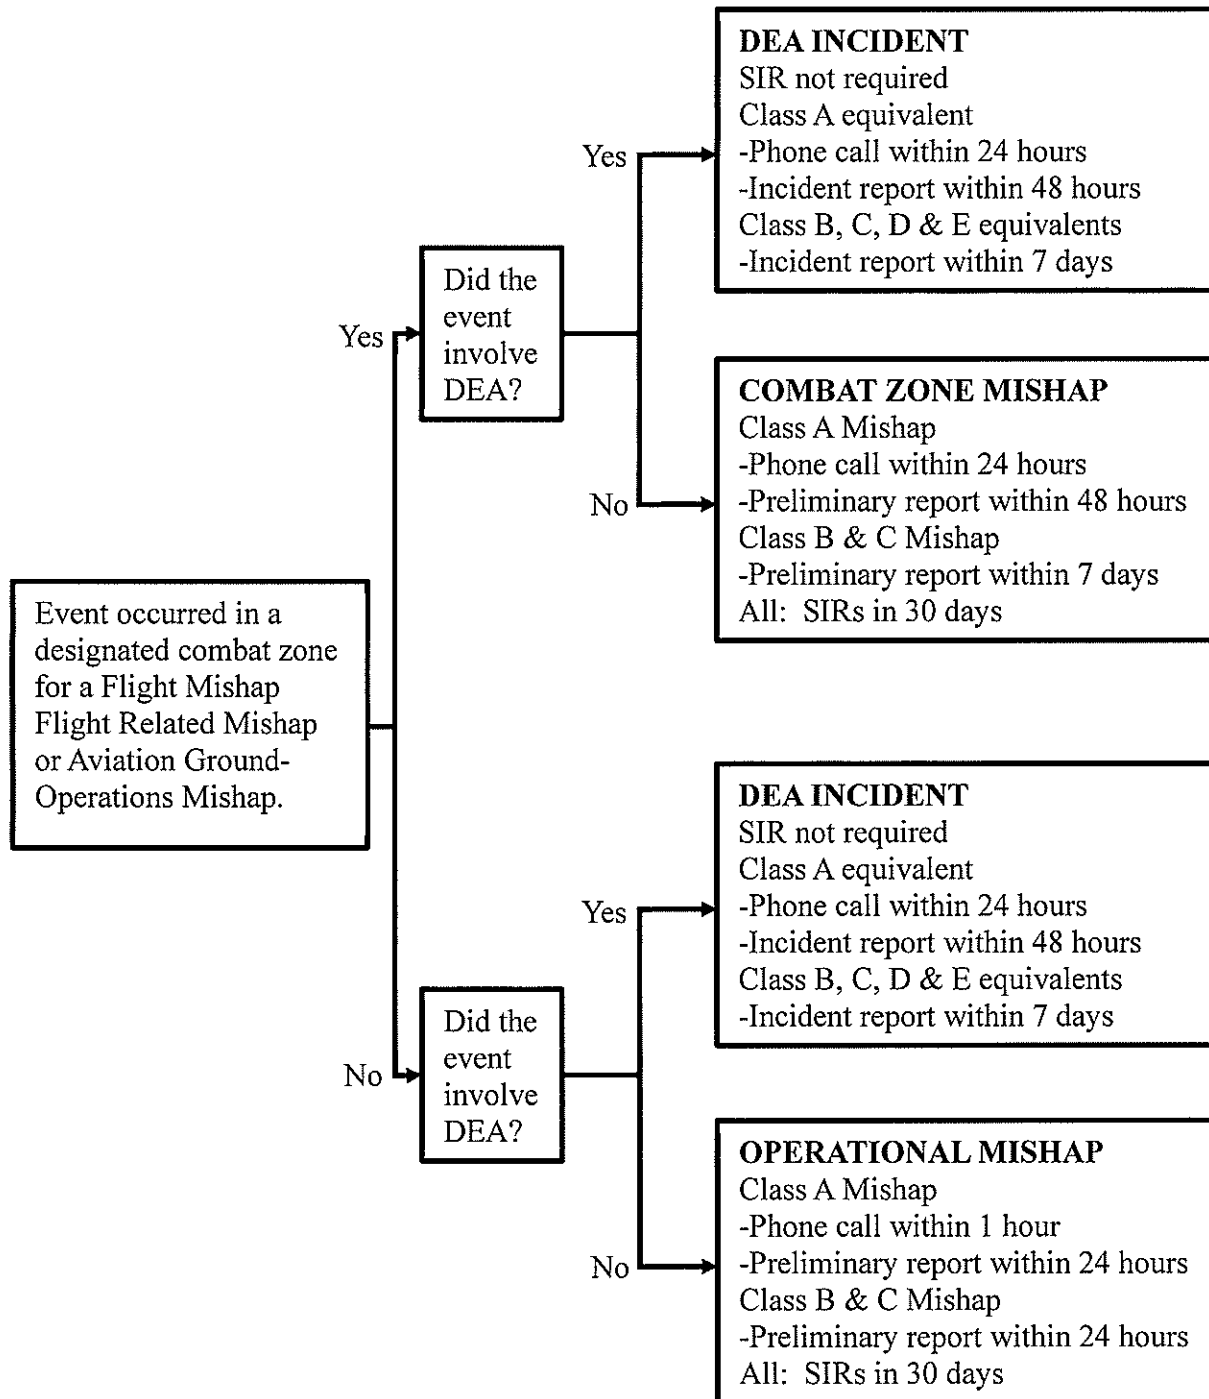 DEA INCIDENT
SIR not required
Class A equivalent
-Phone call within 24 hours
-Incident report within 48 hours
Class B, C, D & E equivalents
-Incident report within 7 days
Yes
Did the
event
involve
DEA?
Yes
COMBAT ZONE MISHAP
Class A Mishap
-Phone call within 24 hours
-Preliminary report within 48 hours
Class B & C Mishap
-Preliminary report within 7 days
All: SIRs in 30 days
No
Event occurred in a
designated combat zone
for a Flight Mishap
Flight Related Mishap
or Aviation Ground-
Operations Mishap.
DEA INCIDENT
SIR not required
Class A equivalent
-Phone call within 24 hours
-Incident report within 48 hours
Class B, C, D & E equivalents
-Incident report within 7 days
Yes
Did the
event
involve
DEA?
No
OPERATIONAL MISHAP
Class A Mishap
-Phone call within 1 hour
-Preliminary report within 24 hours
Class B & C Mishap
-Preliminary report within 24 hours
All: SIRs in 30 days
No